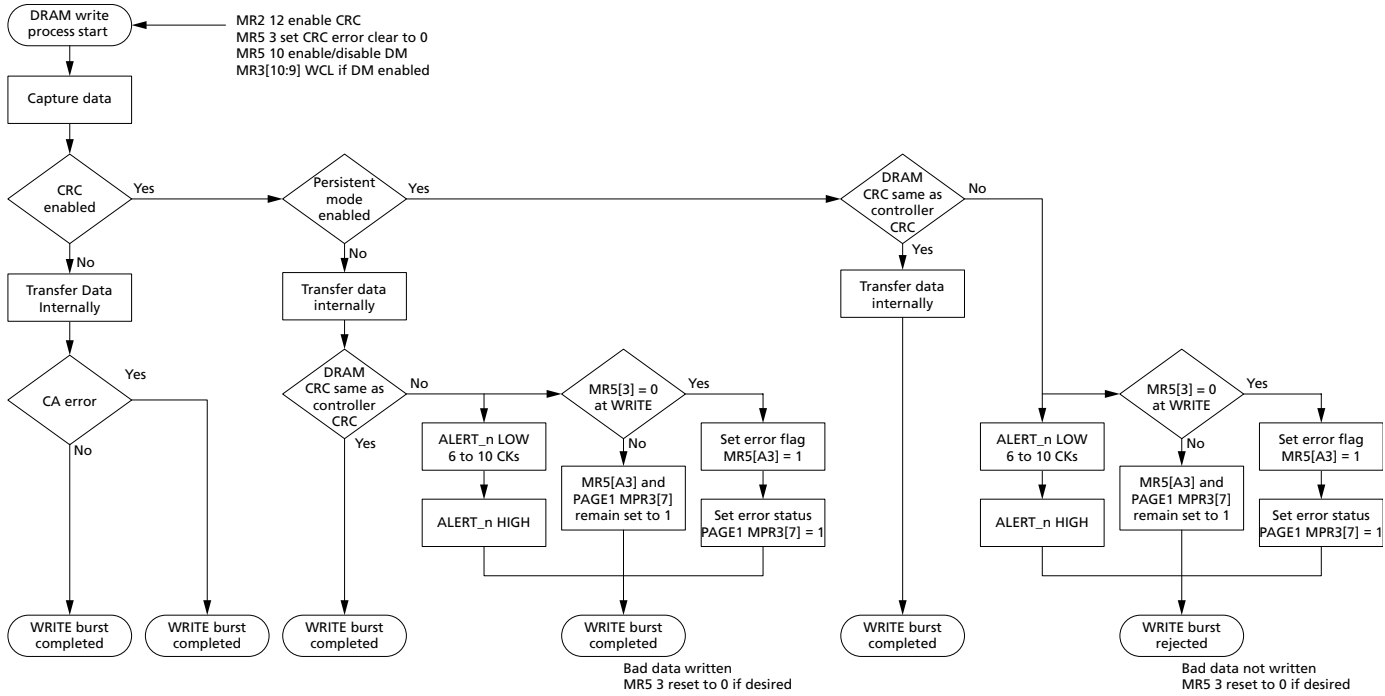 DRAM write
process start
MR2 12 enable CRC
MR5 3 set CRC error clear to 0
MR5 10 enable/disable DM
MR3[10:9] WCL if DM enabled
Capture data
CRC
enabled
Yes
No
Persistent
mode
enabled
Yes
No
DRAM
CRC same as
controller
CRC
No
Yes
Transfer Data
Internally
Transfer data
internally
Transfer data
internally
CA error
Yes
No
DRAM
CRC same as
controller
CRC
No
Yes
MR5[3] = 0
at WRITE
Yes
No
MR5[3] = 0
at WRITE
Yes
No
ALERT_n LOW
6 to 10 CKs
MR5[A3] and
PAGE1 MPR3[7]
remain set to 1
Set error flag
MR5[A3] = 1
ALERT_n HIGH
Set error status
PAGE1 MPR3[7] = 1
ALERT_n LOW
6 to 10 CKs
MR5[A3] and
PAGE1 MPR3[7]
remain set to 1
Set error flag
MR5[A3] = 1
ALERT_n HIGH
Set error status
PAGE1 MPR3[7] = 1
WRITE burst
completed
WRITE burst
completed
WRITE burst
completed
WRITE burst
completed
Bad data written
MR5 3 reset to 0 if desired
WRITE burst
completed
WRITE burst
rejected
Bad data not written
MR5 3 reset to 0 if desired